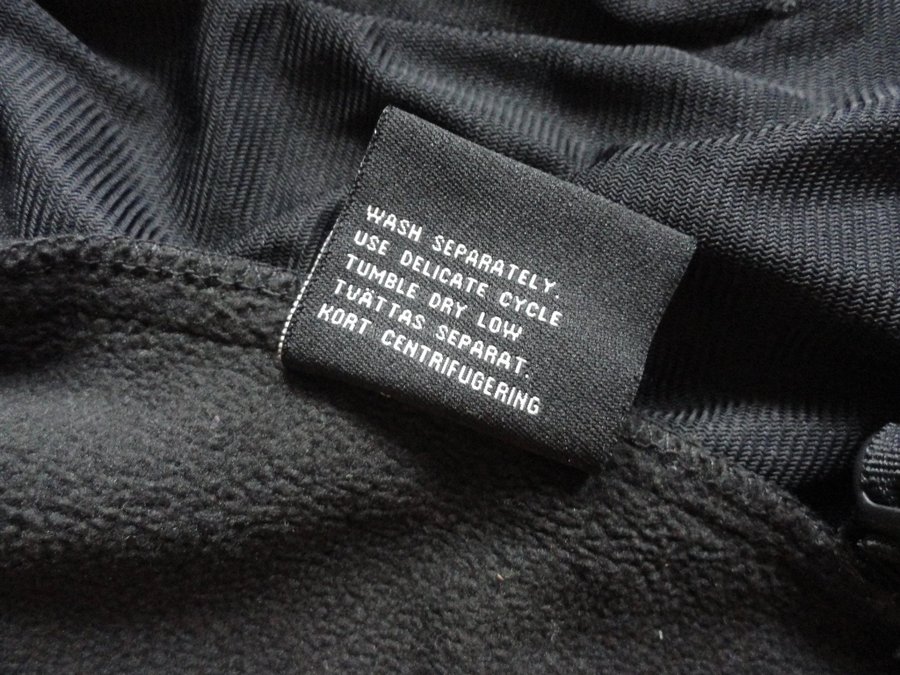 WASH SEPARATELY.
USE DELICATE CYCLE
TUMBLE DRY LOW
TVÄTTAS SEPARAT.
KORT CENTRIFUGERING